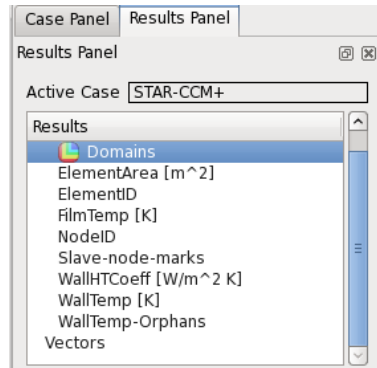 Case Panel Results Panel
Results Panel
Active Case STAR-CCM+
Results
Domains
ElementArea [m^2]
ElementID
FilmTemp [K]
NodeID
Slave-node-marks
WallHTCoeff [W/m^2 K]
WallTemp [K]
WallTemp-Orphans
Vectors